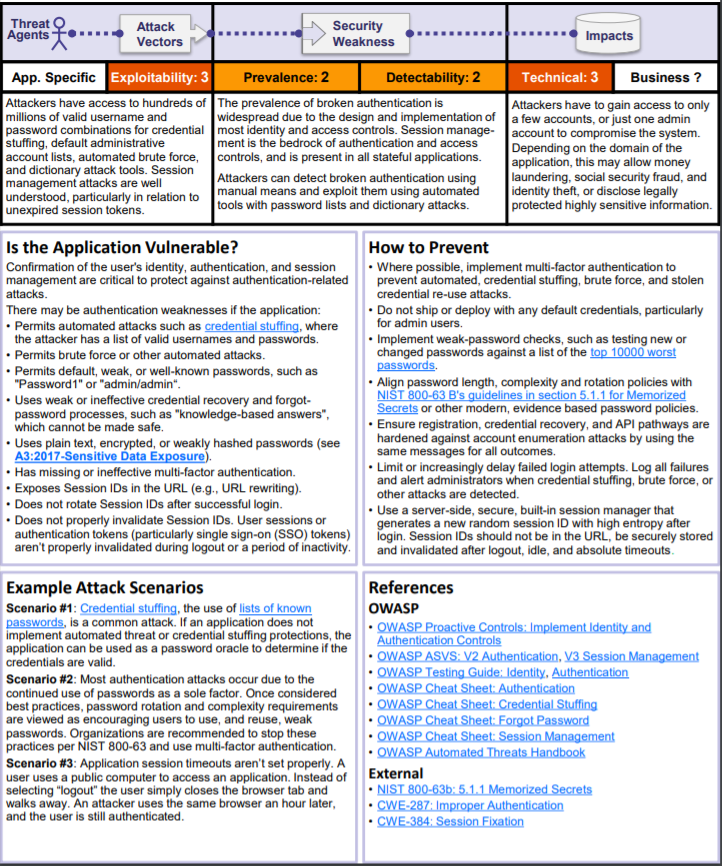 Threat
Agents
Attack
Vectors
Security
Weakness
Impacts
App. Specific
Exploitability: 3
Prevalence: 2
Detectability: 2
Technical: 3
Business ?
Attackers have access to hundreds of
millions of valid username and
password combinations for credential
stuffing, default administrative
account lists, automated brute force,
and dictionary attack tools. Session
management attacks are well
understood, particularly in relation to
unexpired session tokens.
The prevalence of broken authentication is
widespread due to the design and implementation of
most identity and access controls. Session manage-
ment is the bedrock of authentication and access
controls, and is present in all stateful applications.
Attackers can detect broken authentication using
manual means and exploit them using automated
tools with password lists and dictionary attacks.
Attackers have to gain access to only
a few accounts, or just one admin
account to compromise the system.
Depending on the domain of the
application, this may allow money
laundering, social security fraud, and
identity theft, or disclose legally
protected highly sensitive information.
Is the Application Vulnerable?
Confirmation of the user's identity, authentication, and session
management are critical to protect against authentication-related
attacks.
There may be authentication weaknesses if the application:
• Permits automated attacks such as credential stuffing, where
the attacker has a list of valid usernames and passwords.
• Permits brute force or other automated attacks.
• Permits default, weak, or well-known passwords, such as
"Password1" or "admin/admin“.
• Uses weak or ineffective credential recovery and forgot-
password processes, such as "knowledge-based answers",
which cannot be made safe.
• Uses plain text, encrypted, or weakly hashed passwords (see
A3:2017-Sensitive Data Exposure).
• Has missing or ineffective multi-factor authentication.
• Exposes Session IDs in the URL (e.g., URL rewriting).
• Does not rotate Session IDs after successful login.
• Does not properly invalidate Session IDs. User sessions or
authentication tokens (particularly single sign-on (SSO) tokens)
aren’t properly invalidated during logout or a period of inactivity.
How to Prevent
• Where possible, implement multi-factor authentication to
prevent automated, credential stuffing, brute force, and stolen
credential re-use attacks.
• Do not ship or deploy with any default credentials, particularly
for admin users.
• Implement weak-password checks, such as testing new or
changed passwords against a list of the top 10000 worst
passwords.
• Align password length, complexity and rotation policies with
NIST 800-63 B's guidelines in section 5.1.1 for Memorized
Secrets or other modern, evidence based password policies.
• Ensure registration, credential recovery, and API pathways are
hardened against account enumeration attacks by using the
same messages for all outcomes.
• Limit or increasingly delay failed login attempts. Log all failures
and alert administrators when credential stuffing, brute force, or
other attacks are detected.
• Use a server-side, secure, built-in session manager that
generates a new random session ID with high entropy after
login. Session IDs should not be in the URL, be securely stored
and invalidated after logout, idle, and absolute timeouts.
Example Attack Scenarios
Scenario #1: Credential stuffing, the use of lists of known
passwords, is a common attack. If an application does not
implement automated threat or credential stuffing protections, the
application can be used as a password oracle to determine if the
credentials are valid.
Scenario #2: Most authentication attacks occur due to the
continued use of passwords as a sole factor. Once considered
best practices, password rotation and complexity requirements
are viewed as encouraging users to use, and reuse, weak
passwords. Organizations are recommended to stop these
practices per NIST 800-63 and use multi-factor authentication.
Scenario #3: Application session timeouts aren’t set properly. A
user uses a public computer to access an application. Instead of
selecting “logout” the user simply closes the browser tab and
walks away. An attacker uses the same browser an hour later,
and the user is still authenticated.
References
OWASP
• OWASP Proactive Controls: Implement Identity and
Authentication Controls
• OWASP ASVS: V2 Authentication, V3 Session Management
• OWASP Testing Guide: Identity, Authentication
• OWASP Cheat Sheet: Authentication
• OWASP Cheat Sheet: Credential Stuffing
• OWASP Cheat Sheet: Forgot Password
• OWASP Cheat Sheet: Session Management
• OWASP Automated Threats Handbook
External
• NIST 800-63b: 5.1.1 Memorized Secrets
• CWE-287: Improper Authentication
• CWE-384: Session Fixation